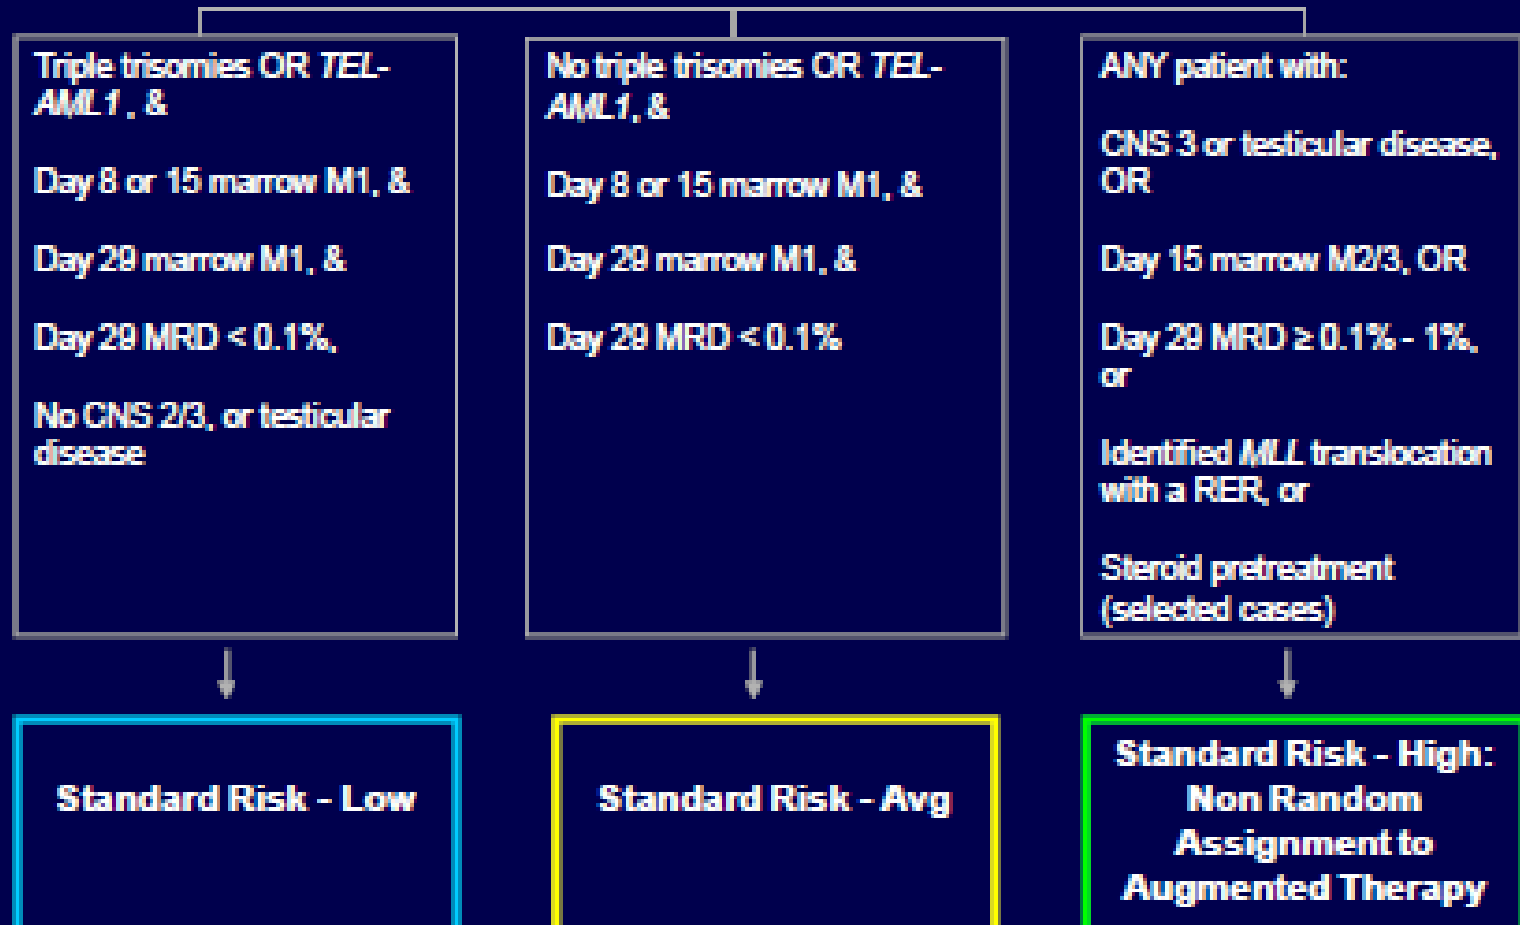 Triple trisomies OR TEL-
AML1 , &
Day 8 or 15 marrow M1, &
Day 29 marrow M1, &
Day 29 MRD < 0.1%,
No CNS 2/3, or testicular
disease
No triple trisomies OR TEL-
AML1, &
Day 8 or 15 marrow M1, &
Day 29 marrow M1, &
Day 29 MRD < 0.1%
ANY patient with:
CNS 3 or testicular disease,
OR
Day 15 marrow M2/3, OR
Day 29 MRD ≥ 0.1% - 1%,
or
Identified MLL translocation
with a RER, or
Steroid pretreatment
(selected cases)
Standard Risk - Low
Standard Risk - Avg
Standard Risk - High:
Non Random
Assignment to
Augmented Therapy